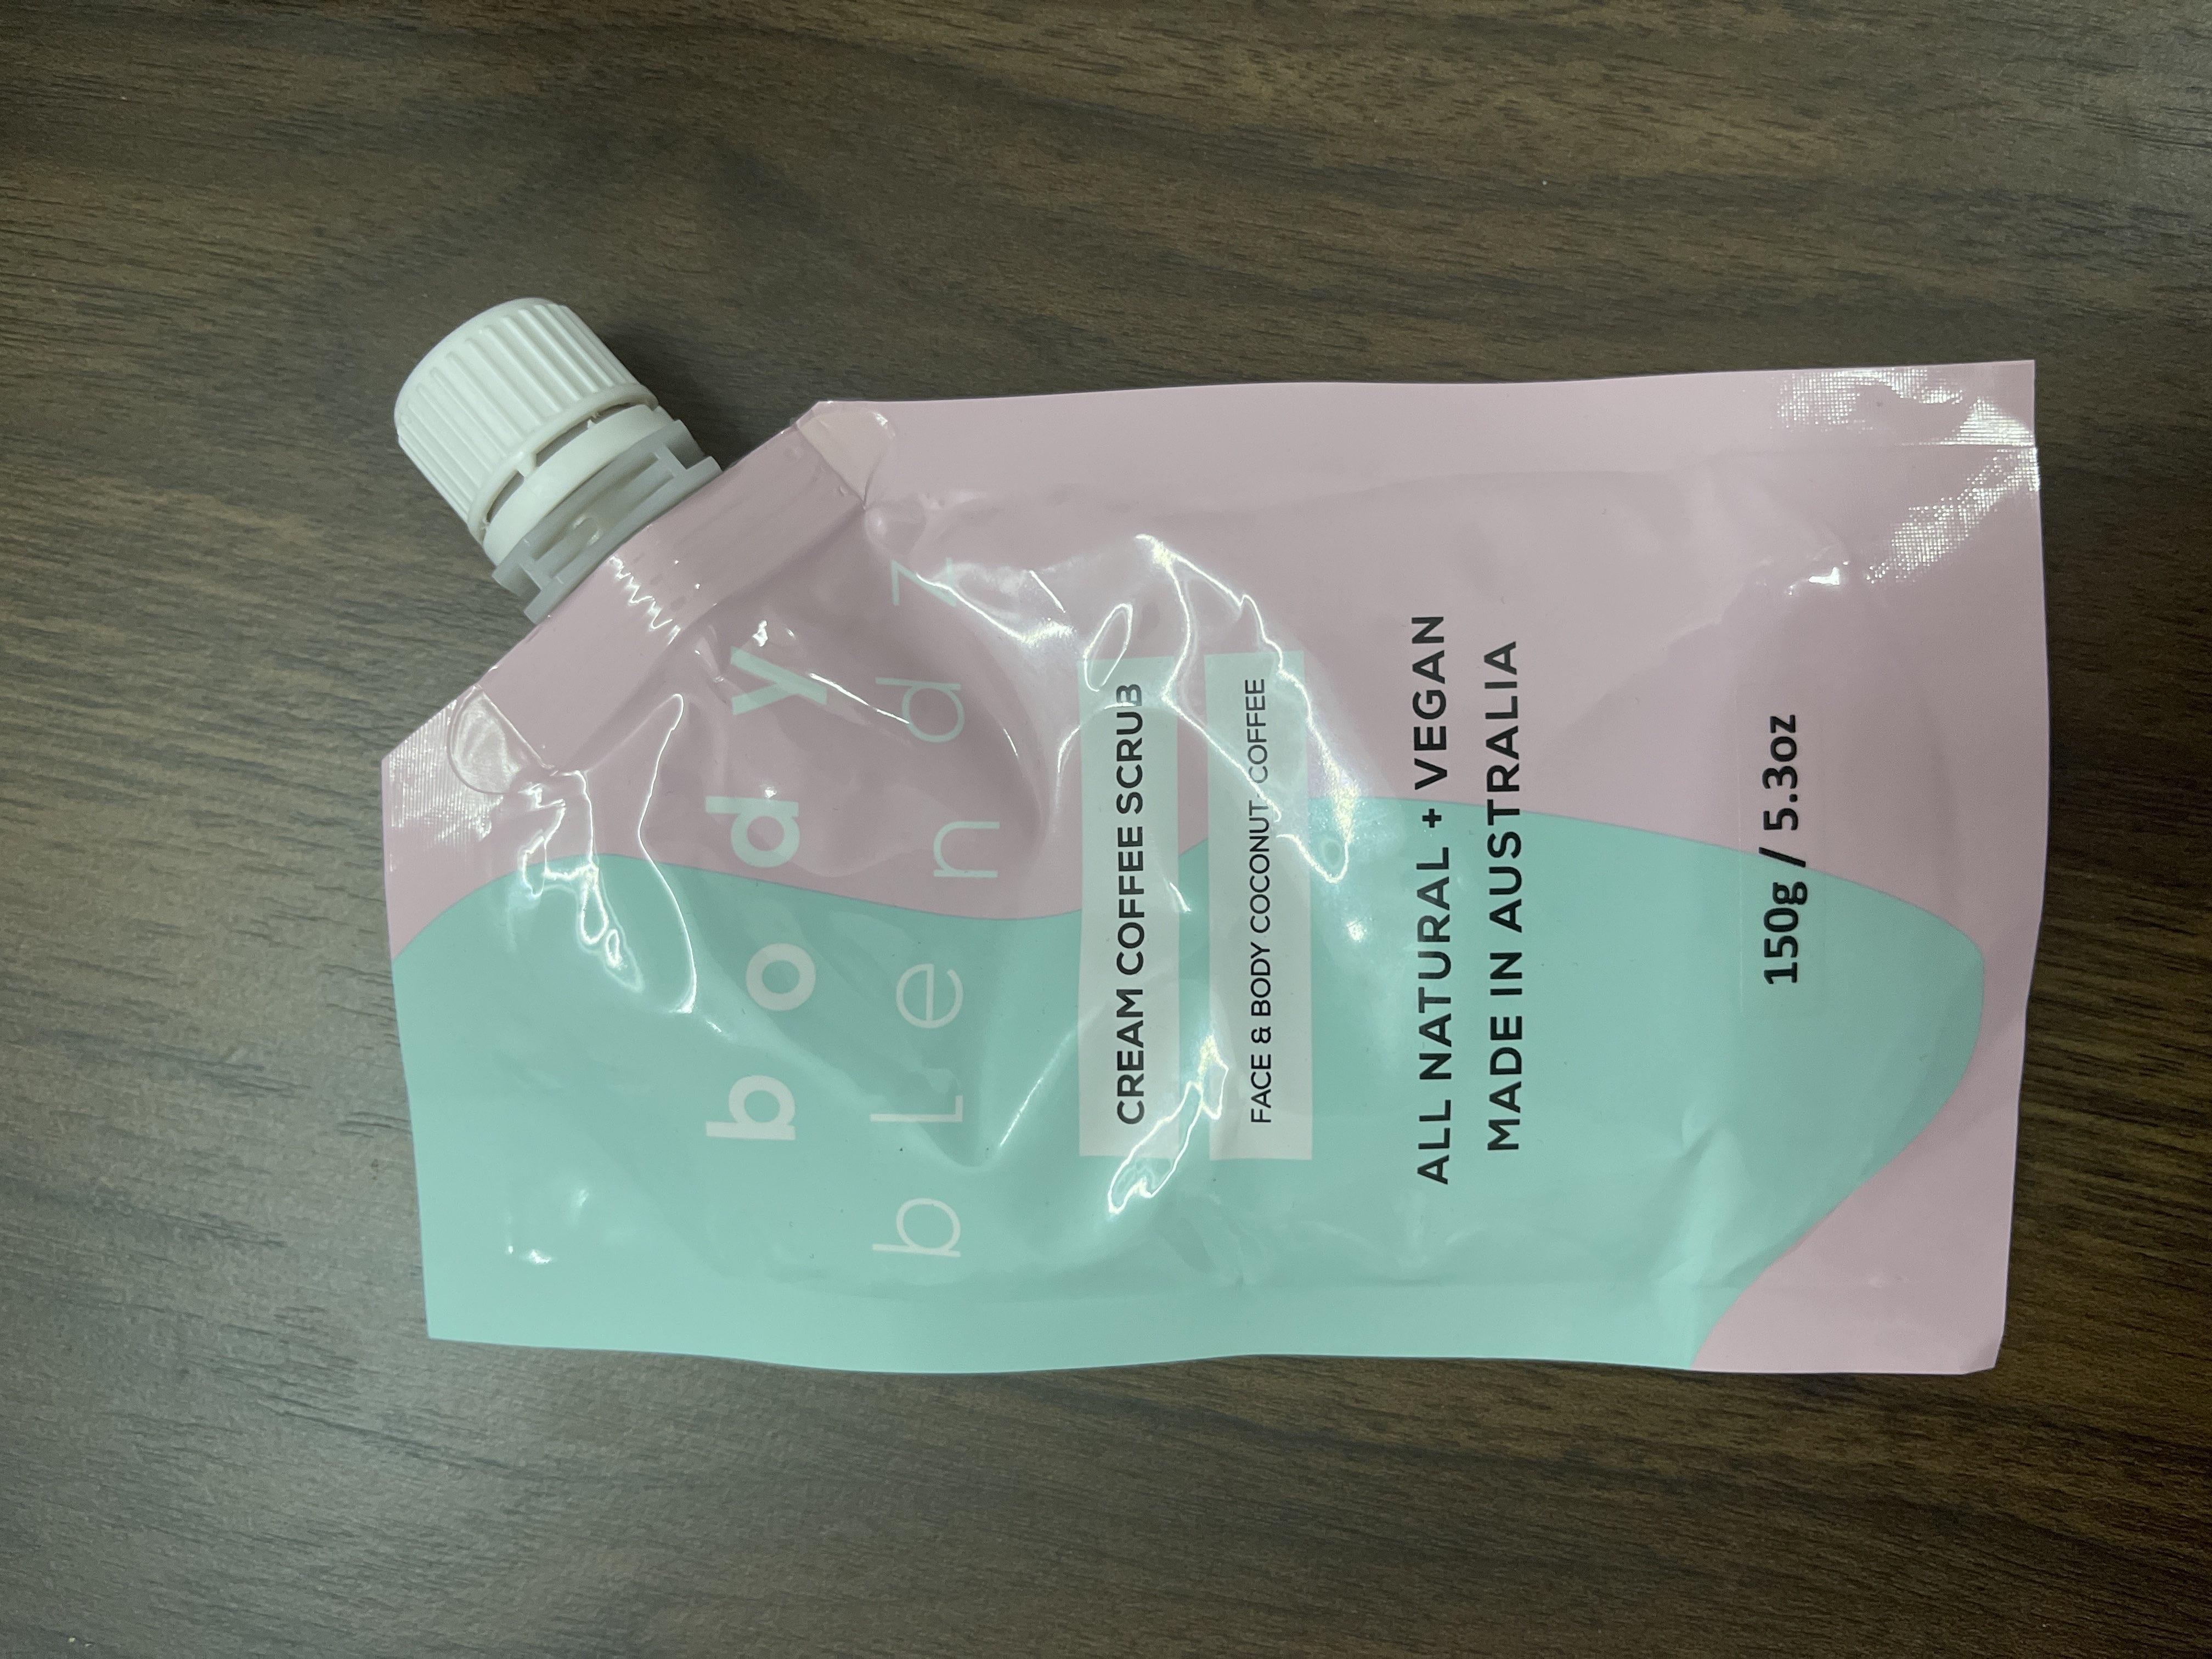 body
blendz
CREAM COFFEE SCRUB
FACE & BODY COCONUT-COFFEE
ALL NATURAL + VEGAN
MADE IN AUSTRALIA
150g / 5.3oz